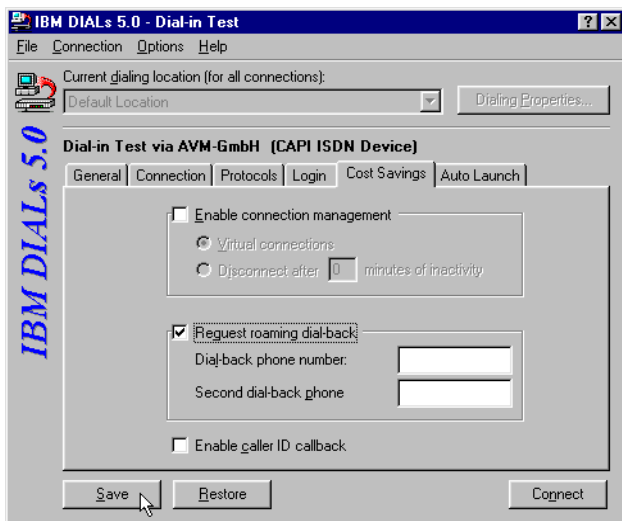 IBM DIALs 5.0 - Dial-in Test
File Connection Options Help
Current dialing location (for all connections):
Default Location
Dialing Properties...
IBM DIALs 5.0
Dial-in Test via AVM-GmbH (CAPI ISDN Device)
General Connection Protocols Login Cost Savings Auto Launch
Enable connection management
Virtual connections
Disconnect after 0 minutes of inactivity
Request roaming dial-back
Dial-back phone number:
Second dial-back phone
Enable caller ID callback
Save Restore Connect